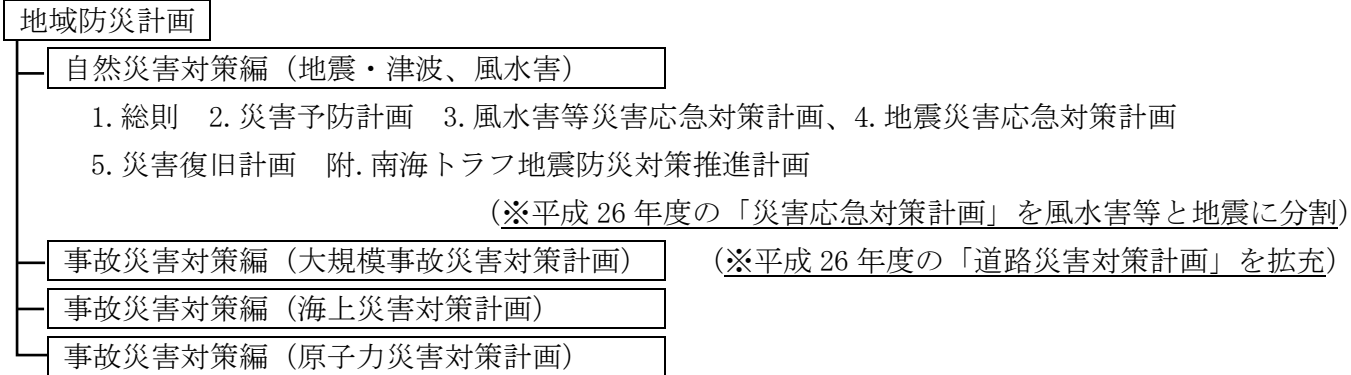 地域防災計画
自然災害対策編（地震・津波、風水害）
1.総則　2.災害予防計画　3.風水害等災害応急対策計画、4.地震災害応急対策計画
5.災害復旧計画　附.南海トラフ地震防災対策推進計画
（※平成 26 年度の「災害応急対策計画」を風水害等と地震に分割）
事故災害対策編（大規模事故災害対策計画）　（※平成 26 年度の「道路災害対策計画」を拡充）
事故災害対策編（海上災害対策計画）
事故災害対策編（原子力災害対策計画）